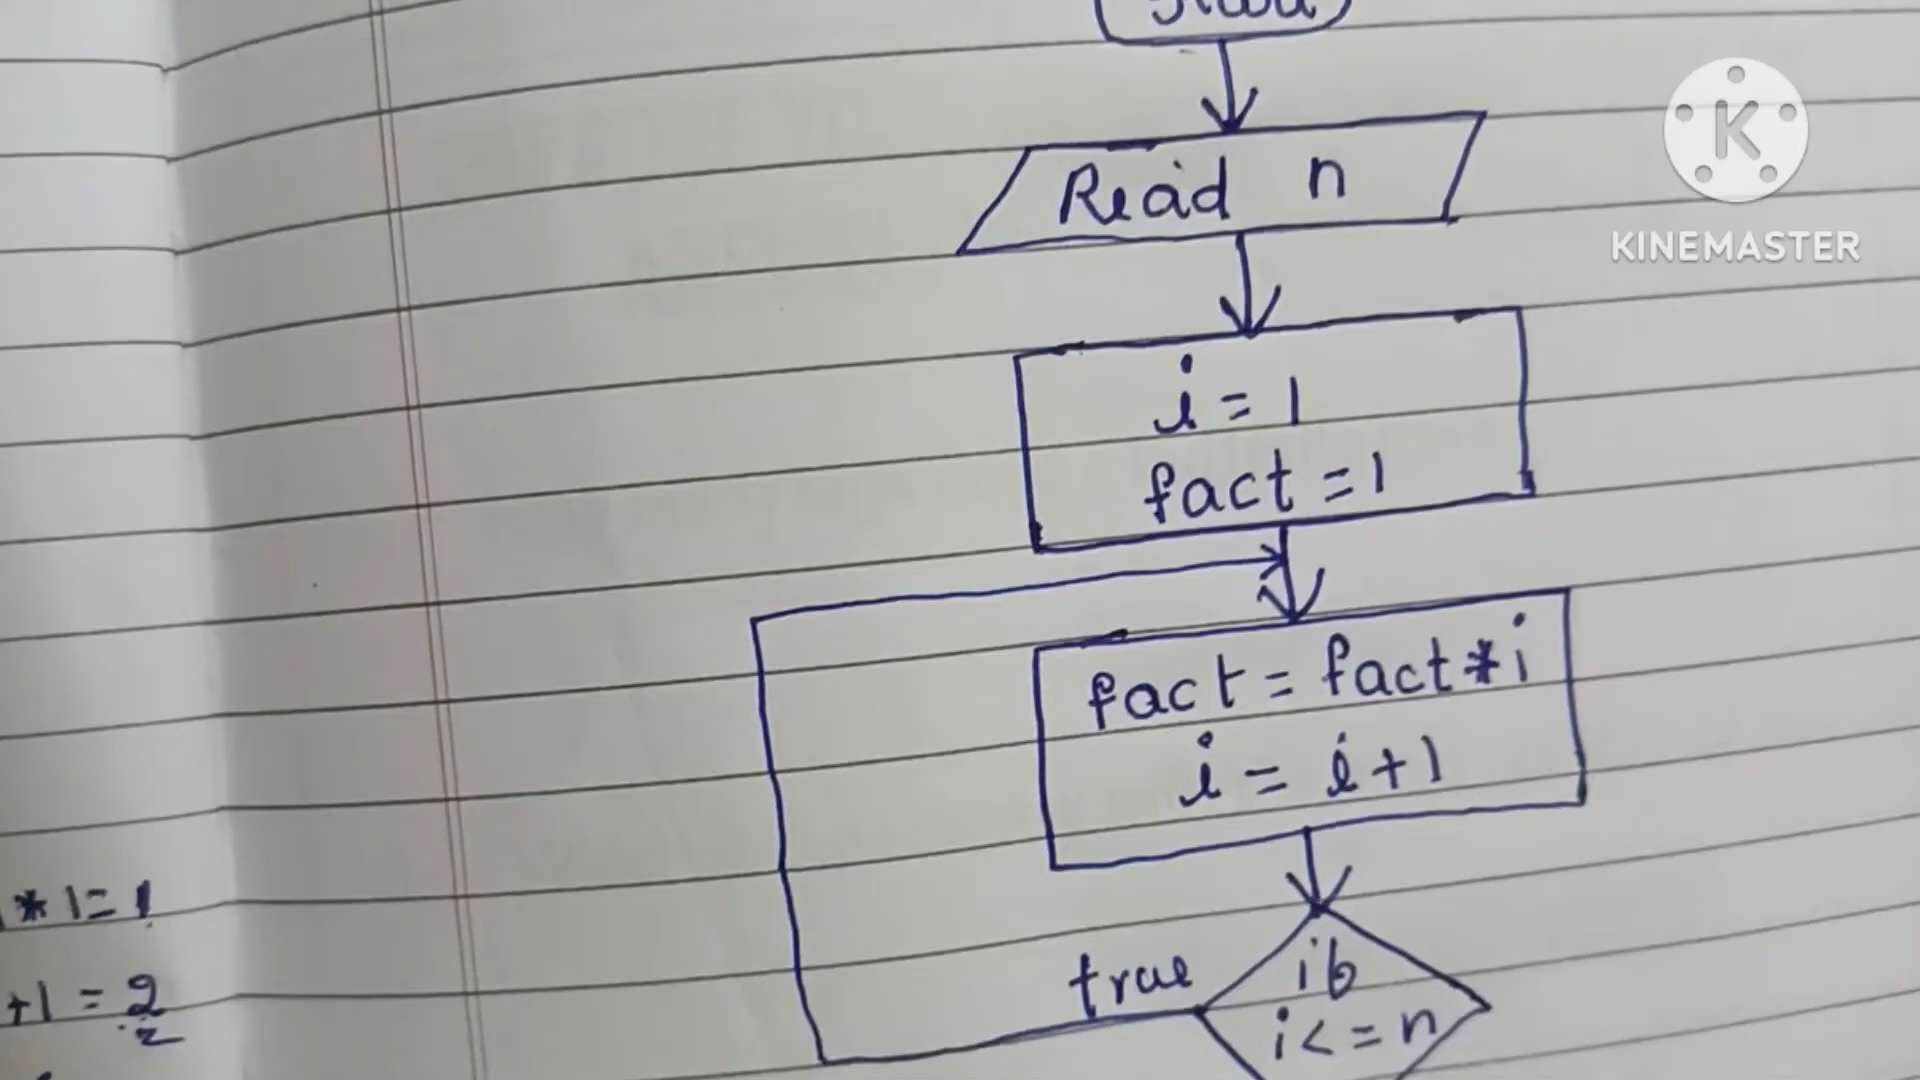 Read n
i = 1
fact = 1
fact = fact * i
i = i + 1
true
if
i <= n
* 1 = 1
+1 = 2
K
KINEMASTER